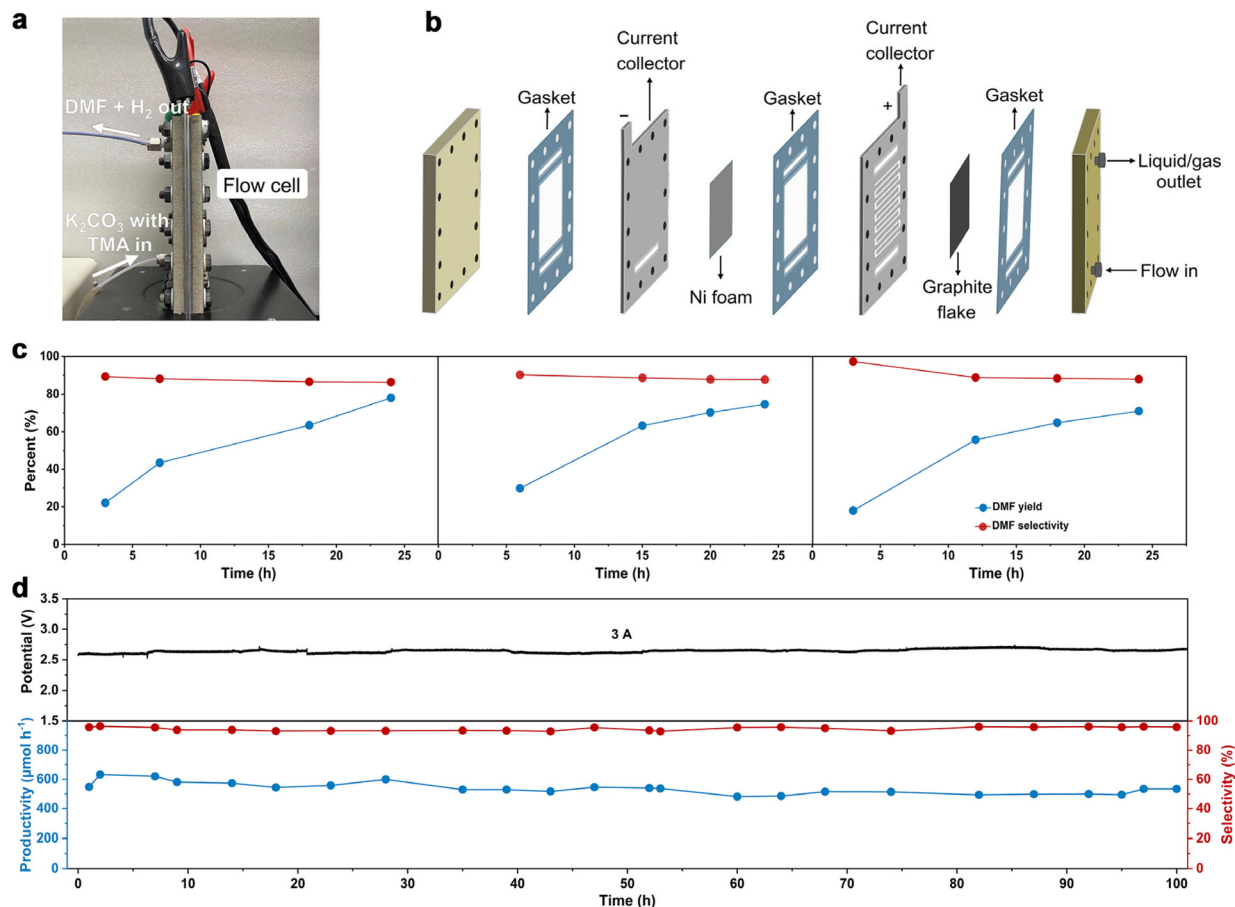 a
DMF + H₂ out
Flow cell
K₂CO₃ with
TMA in
b
Current
collector
Current
collector
Gasket
Gasket
Gasket
−
+
Liquid/gas
outlet
Flow in
Ni foam
Graphite
flake
c
Percent (%)
100
80
60
40
20
0
0 5 10 15 20 25
0 5 10 15 20 25
0 5 10 15 20 25
DMF yield
DMF selectivity
Time (h)
Time (h)
Time (h)
d
Potential (V)
3.5
3.0
2.5
2.0
1.5
3 A
Productivity (µmol h⁻¹)
800
600
400
200
0
Selectivity (%)
100
80
60
40
20
0
0 10 20 30 40 50 60 70 80 90 100
Time (h)